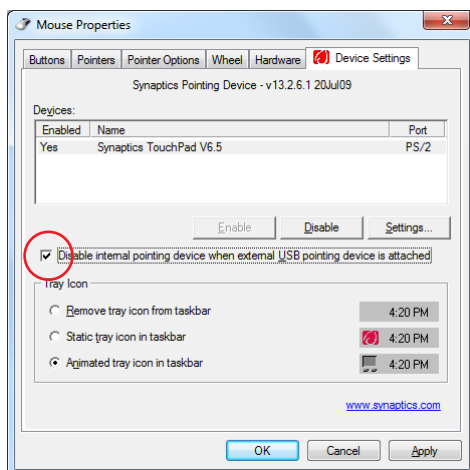 Mouse Properties
Buttons Pointers Pointer Options Wheel Hardware Device Settings
Synaptics Pointing Device - v13.2.6.1 20Jul09
Devices:
Enabled Name Port
Yes Synaptics TouchPad V6.5 PS/2
Enable Disable Settings...
Disable internal pointing device when external USB pointing device is attached
Tray Icon
Remove tray icon from taskbar 4:20 PM
Static tray icon in taskbar 4:20 PM
Animated tray icon in taskbar 4:20 PM
www.synaptics.com
OK Cancel Apply